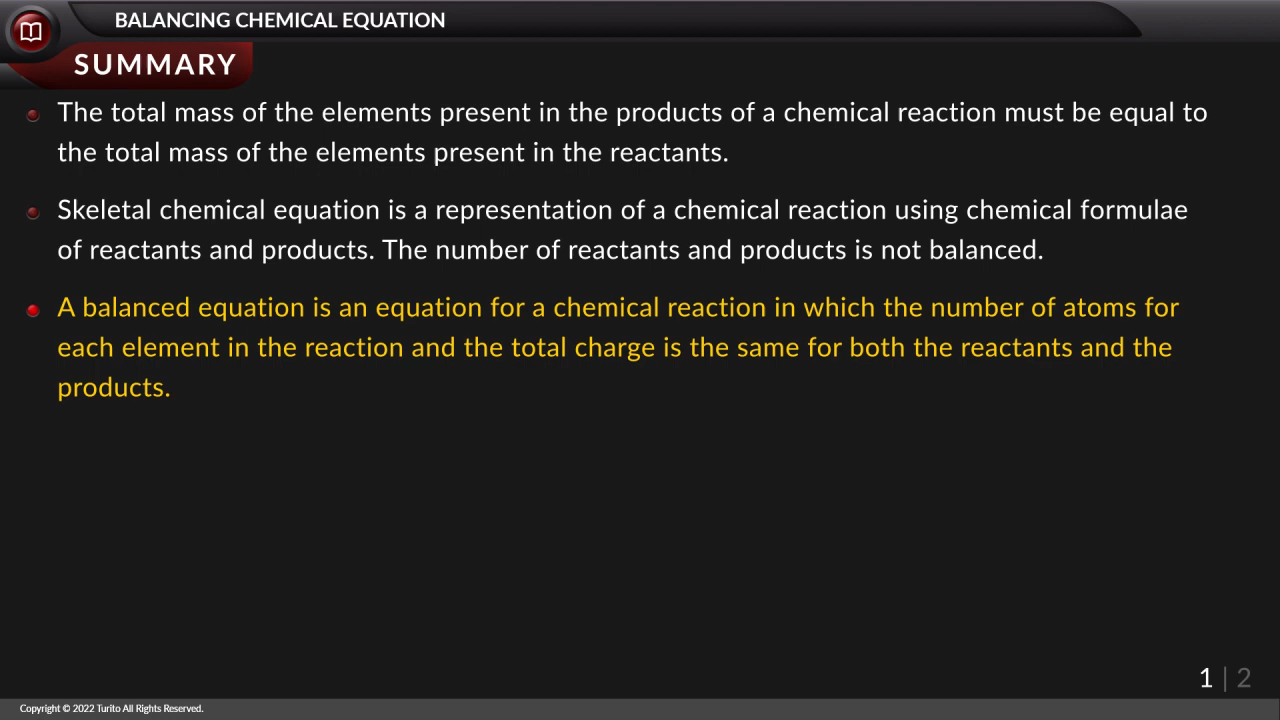 BALANCING CHEMICAL EQUATION
SUMMARY
The total mass of the elements present in the products of a chemical reaction must be equal to
the total mass of the elements present in the reactants.
Skeletal chemical equation is a representation of a chemical reaction using chemical formulae
of reactants and products. The number of reactants and products is not balanced.
A balanced equation is an equation for a chemical reaction in which the number of atoms for
each element in the reaction and the total charge is the same for both the reactants and the
products.
1 | 2
Copyright © 2022 Turito All Rights Reserved.